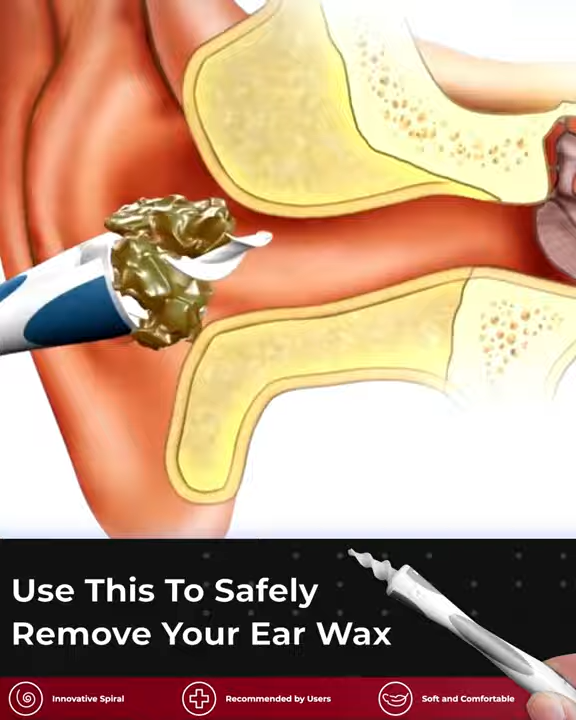 Use This To Safely
Remove Your Ear Wax
Innovative Spiral
Recommended by Users
Soft and Comfortable